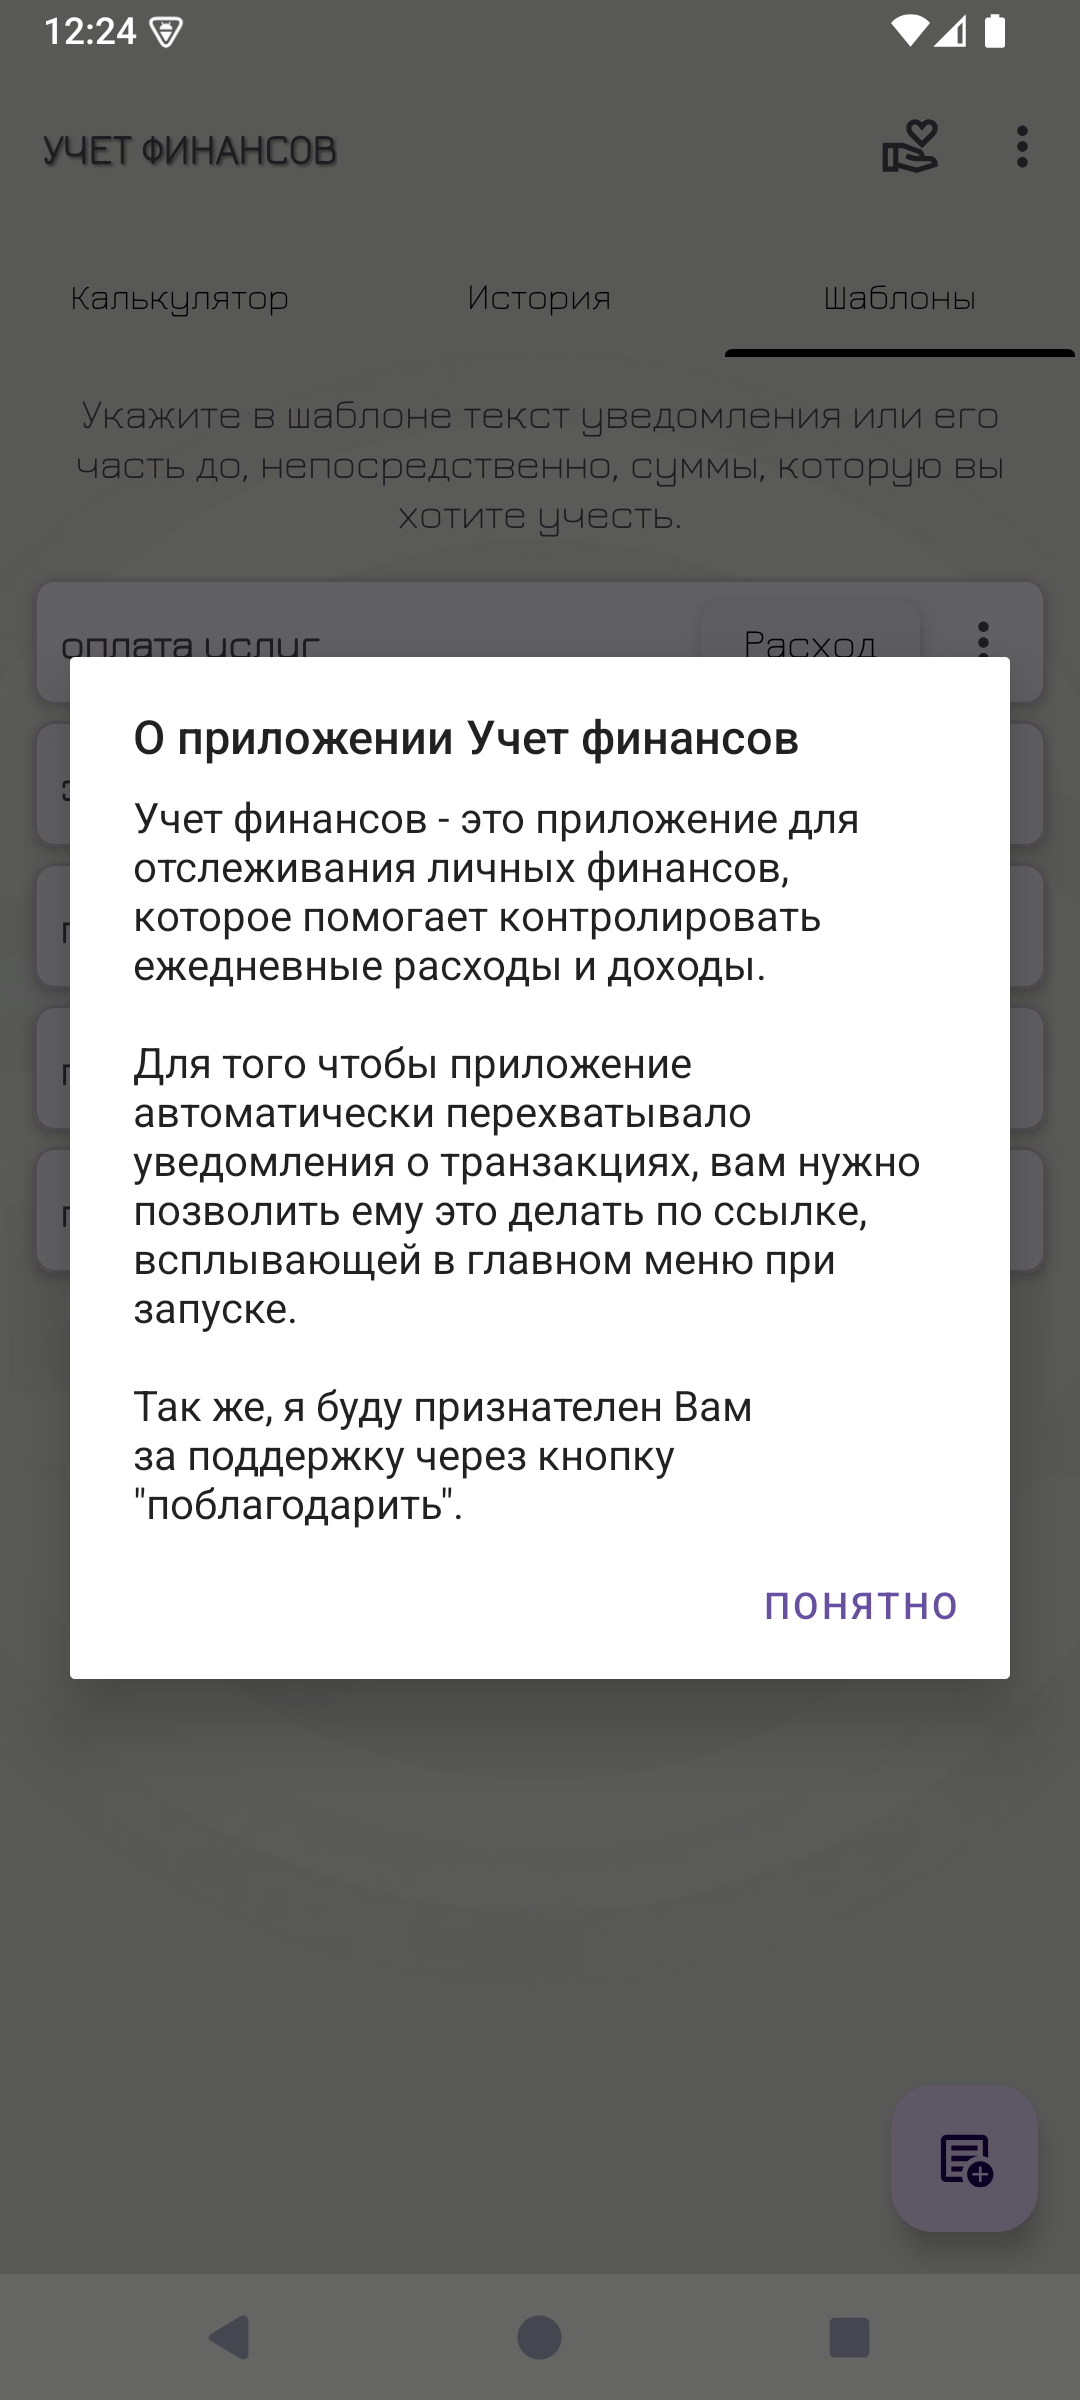 12:24
УЧЕТ ФИНАНСОВ
Калькулятор
История
Шаблоны
Укажите в шаблоне текст уведомления или его
часть до, непосредственно, суммы, которую вы
хотите учесть.
оплата услуг
Расход
О приложении Учет финансов
Учет финансов - это приложение для
отслеживания личных финансов,
которое помогает контролировать
ежедневные расходы и доходы.
Для того чтобы приложение
автоматически перехватывало
уведомления о транзакциях, вам нужно
позволить ему это делать по ссылке,
всплывающей в главном меню при
запуске.
Так же, я буду признателен Вам
за поддержку через кнопку
"поблагодарить".
ПОНЯТНО